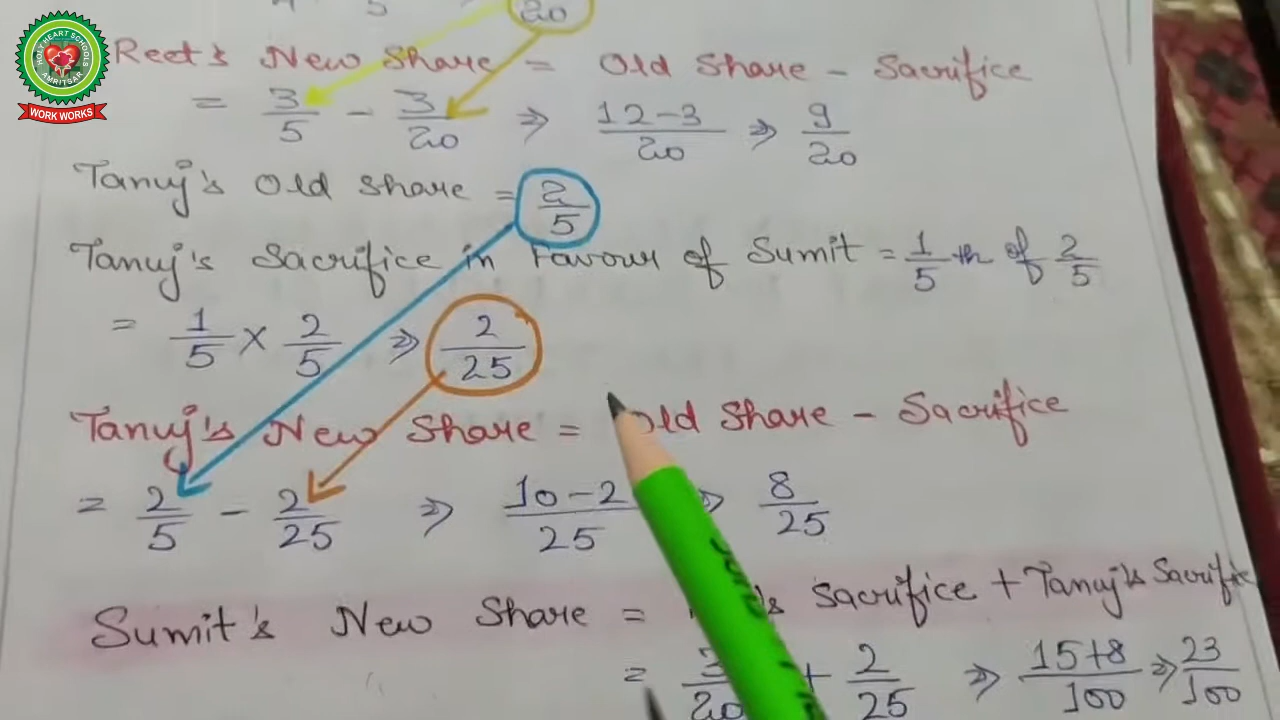 HOLY HEART SCHOOLS
AMRITSAR
WORK WORKS
20
5
Reet's New Share = Old Share - Sacrifice
= 3/5 - 3/20 ⇒ 12-3/20 ⇒ 9/20
Tanuj's Old Share = 2/5
Tanuj's Sacrifice in Favour of Sumit = 1/5 th of 2/5
= 1/5 × 2/5 ⇒ 2/25
Tanuj's New Share = Old Share - Sacrifice
= 2/5 - 2/25 ⇒ 10-2/25 ⇒ 8/25
Sumit's New Share = 's Sacrifice + Tanuj's Sacrifice
= 3/20 + 2/25 ⇒ 15+8/100 ⇒ 23/100